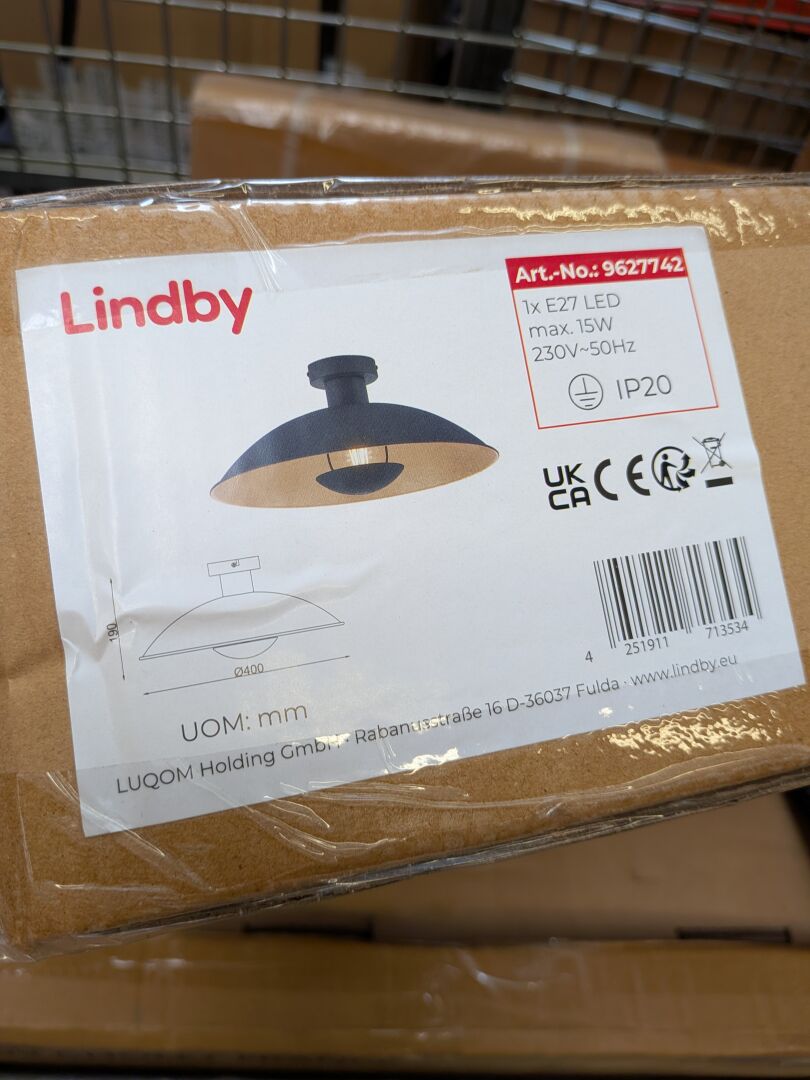 Lindby
Art.-No.: 9627742
1x E27 LED
max. 15W
230V~50Hz
IP20
UK
CA CE
190
Ø400
UOM: mm
4 251911 713534
LUQOM Holding GmbH · Rabanusstraße 16 D-36037 Fulda · www.lindby.eu